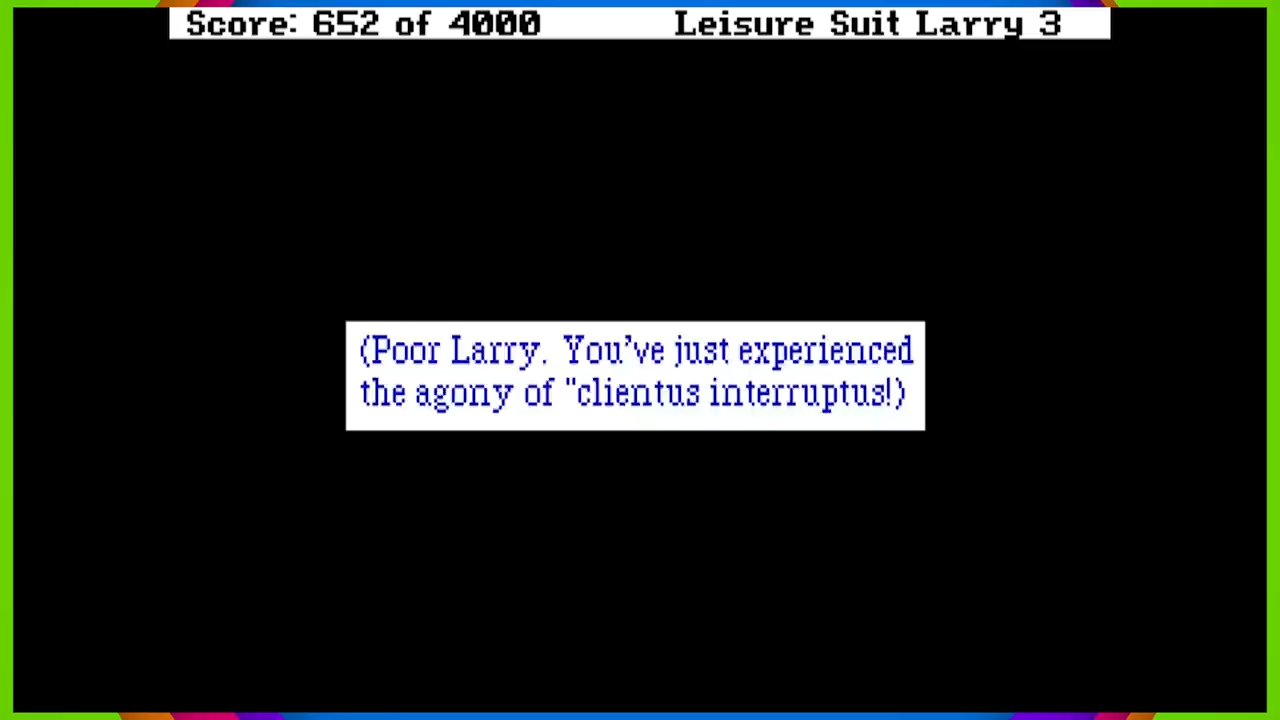 Score: 652 of 4000 Leisure Suit Larry 3
(Poor Larry. You've just experienced
the agony of "clientus interruptus!)